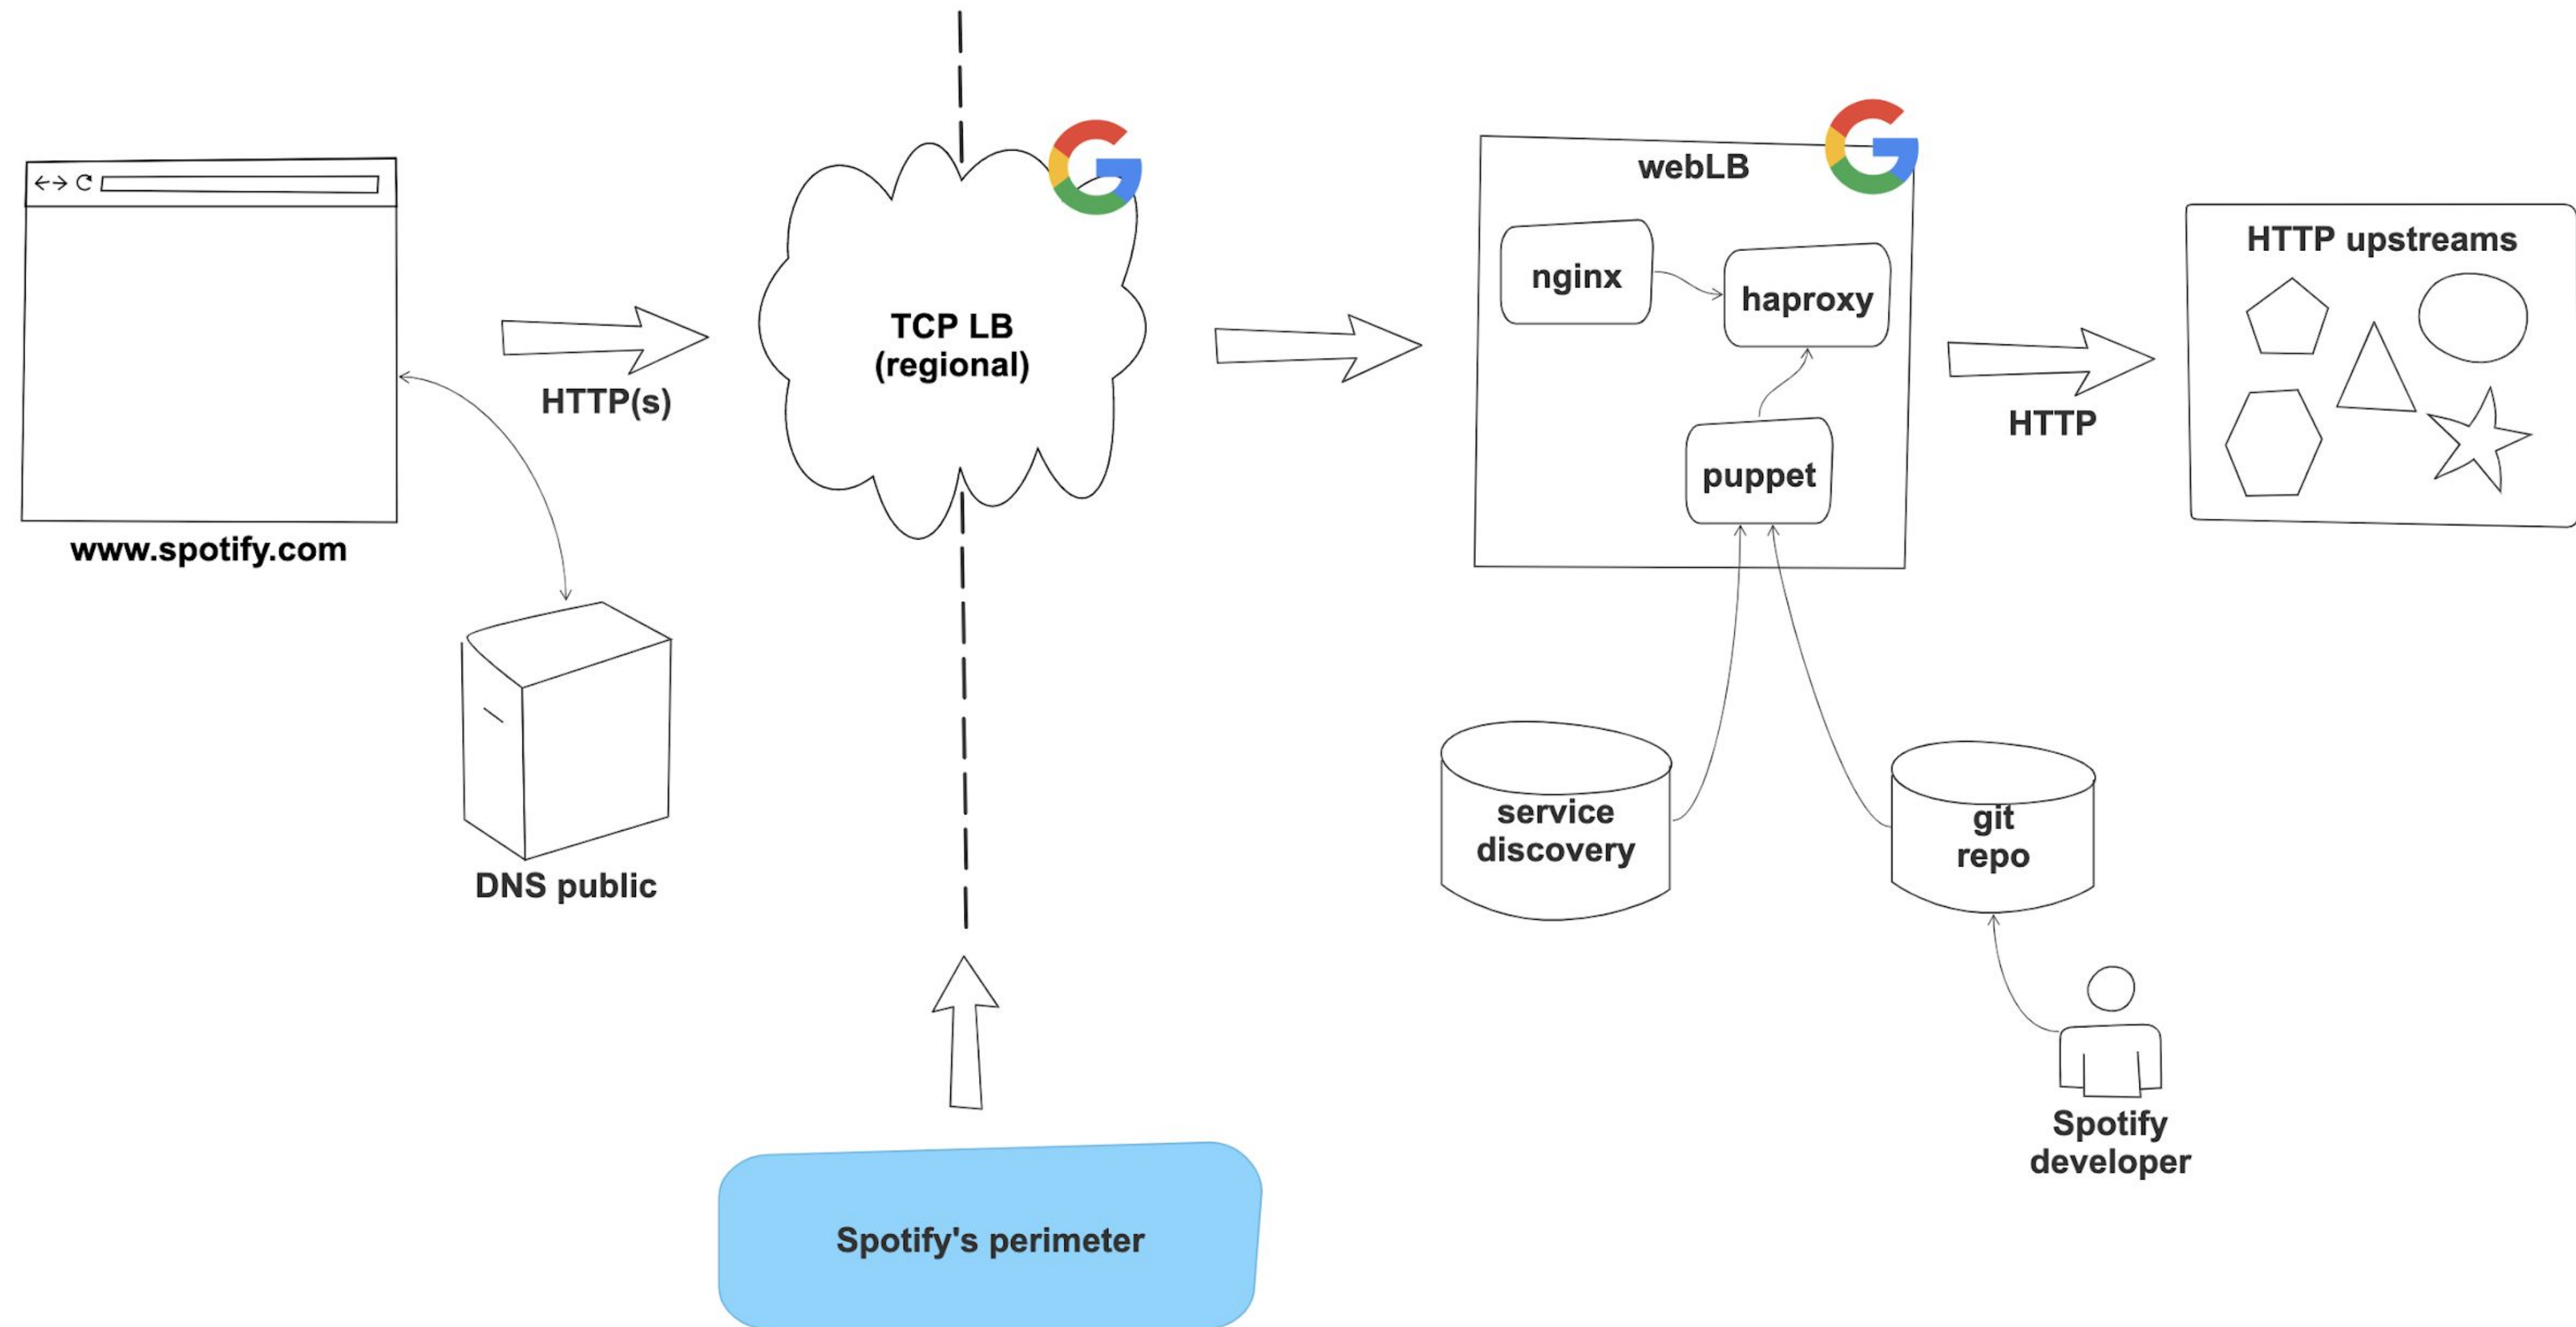 www.spotify.com
HTTP(s)
DNS public
TCP LB
(regional)
Spotify's perimeter
webLB
nginx
haproxy
puppet
HTTP
HTTP upstreams
service
discovery
git
repo
Spotify
developer